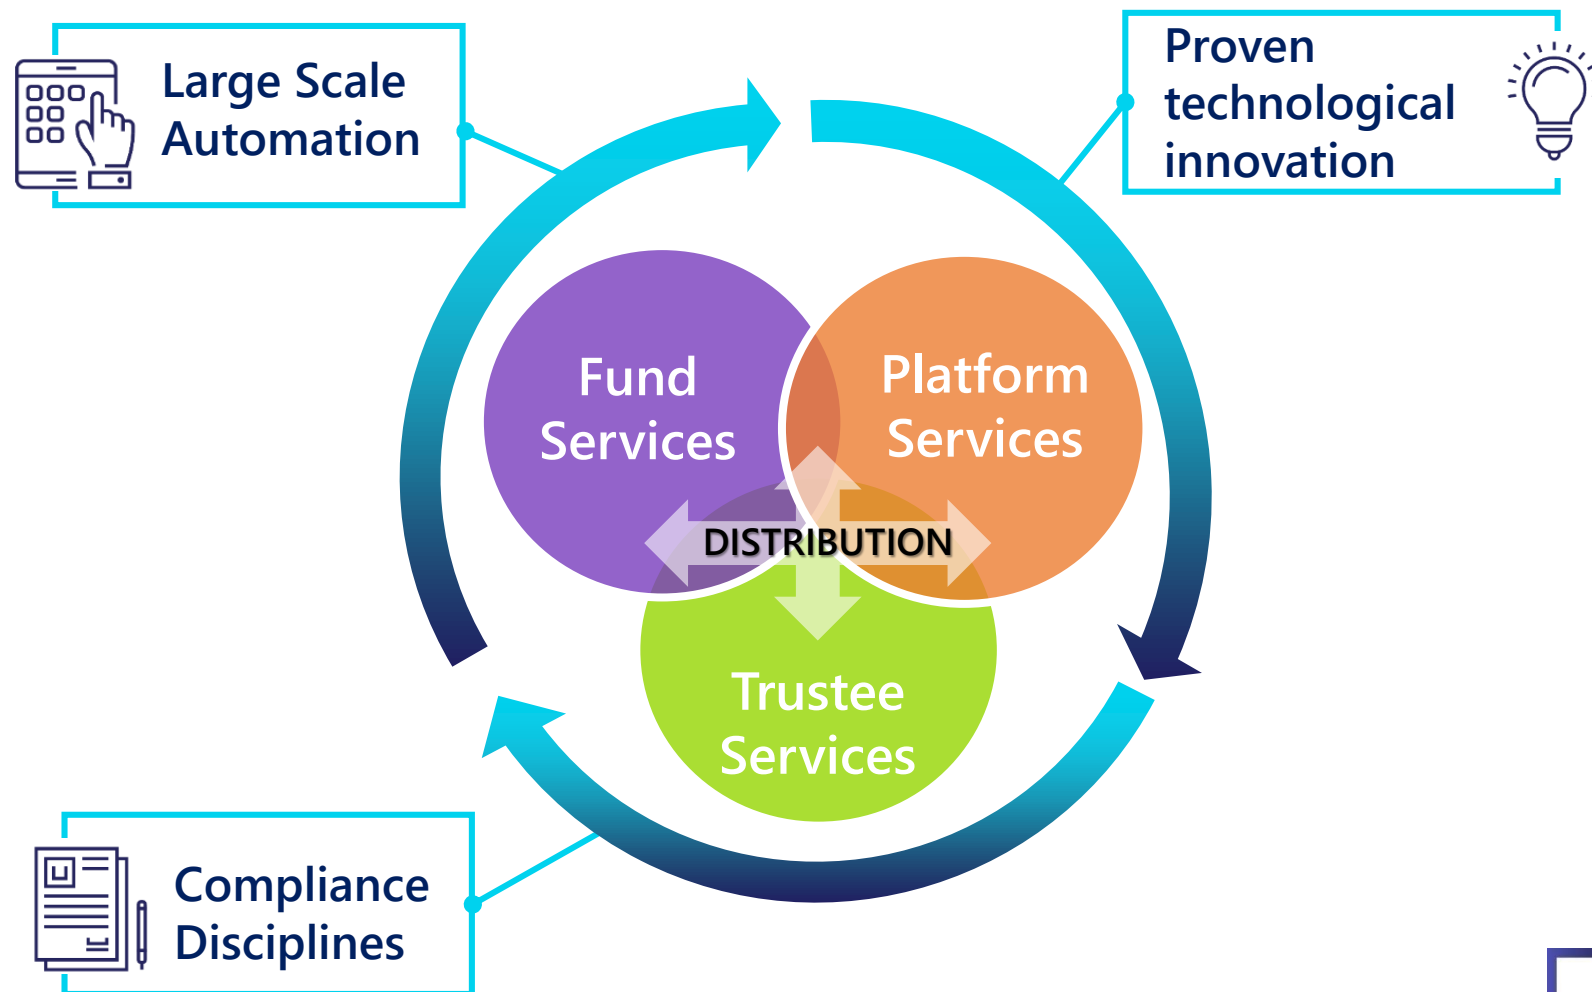 Large Scale
Automation
Proven
technological
innovation
Fund
Services
Platform
Services
DISTRIBUTION
Trustee
Services
Compliance
Disciplines